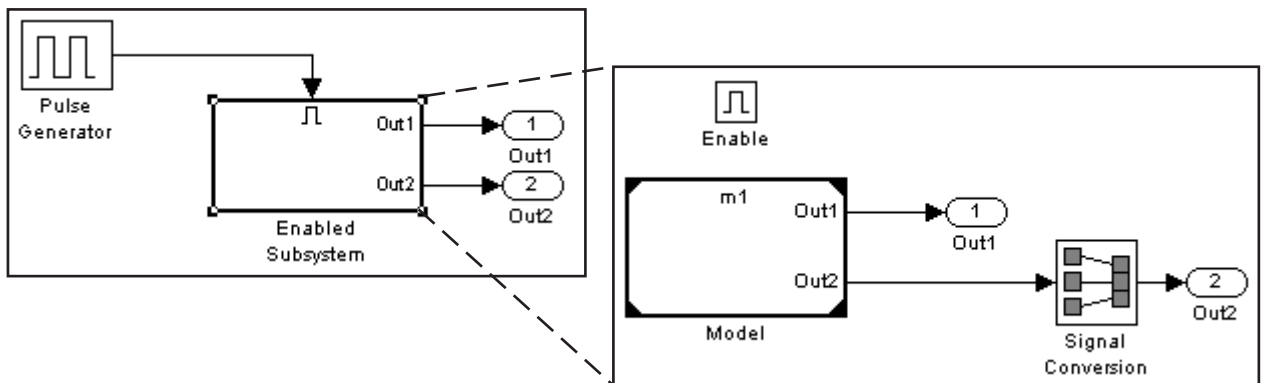 Pulse
Generator
Out1
1
Out1
Out2
2
Out2
Enabled
Subsystem
Enable
m1
Out1
1
Out1
Out2
2
Out2
Model
Signal
Conversion